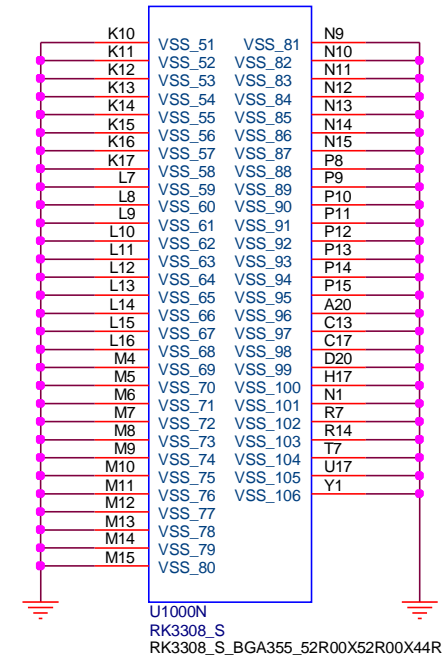 K10 VSS_51 VSS_81 N9
K11 VSS_52 VSS_82 N10
K12 VSS_53 VSS_83 N11
K13 VSS_54 VSS_84 N12
K14 VSS_55 VSS_85 N13
K15 VSS_56 VSS_86 N14
K16 VSS_57 VSS_87 N15
K17 VSS_58 VSS_88 P8
L7 VSS_59 VSS_89 P9
L8 VSS_60 VSS_90 P10
L9 VSS_61 VSS_91 P11
L10 VSS_62 VSS_92 P12
L11 VSS_63 VSS_93 P13
L12 VSS_64 VSS_94 P14
L13 VSS_65 VSS_95 P15
L14 VSS_66 VSS_96 A20
L15 VSS_67 VSS_97 C13
L16 VSS_68 VSS_98 C17
M4 VSS_69 VSS_99 D20
M5 VSS_70 VSS_100 H17
M6 VSS_71 VSS_101 N1
M7 VSS_72 VSS_102 R7
M8 VSS_73 VSS_103 R14
M9 VSS_74 VSS_104 T7
M10 VSS_75 VSS_105 U17
M11 VSS_76 VSS_106 Y1
M12 VSS_77
M13 VSS_78
M14 VSS_79
M15 VSS_80
U1000N
RK3308_S
RK3308_S_BGA355_52R00X52R00X44R